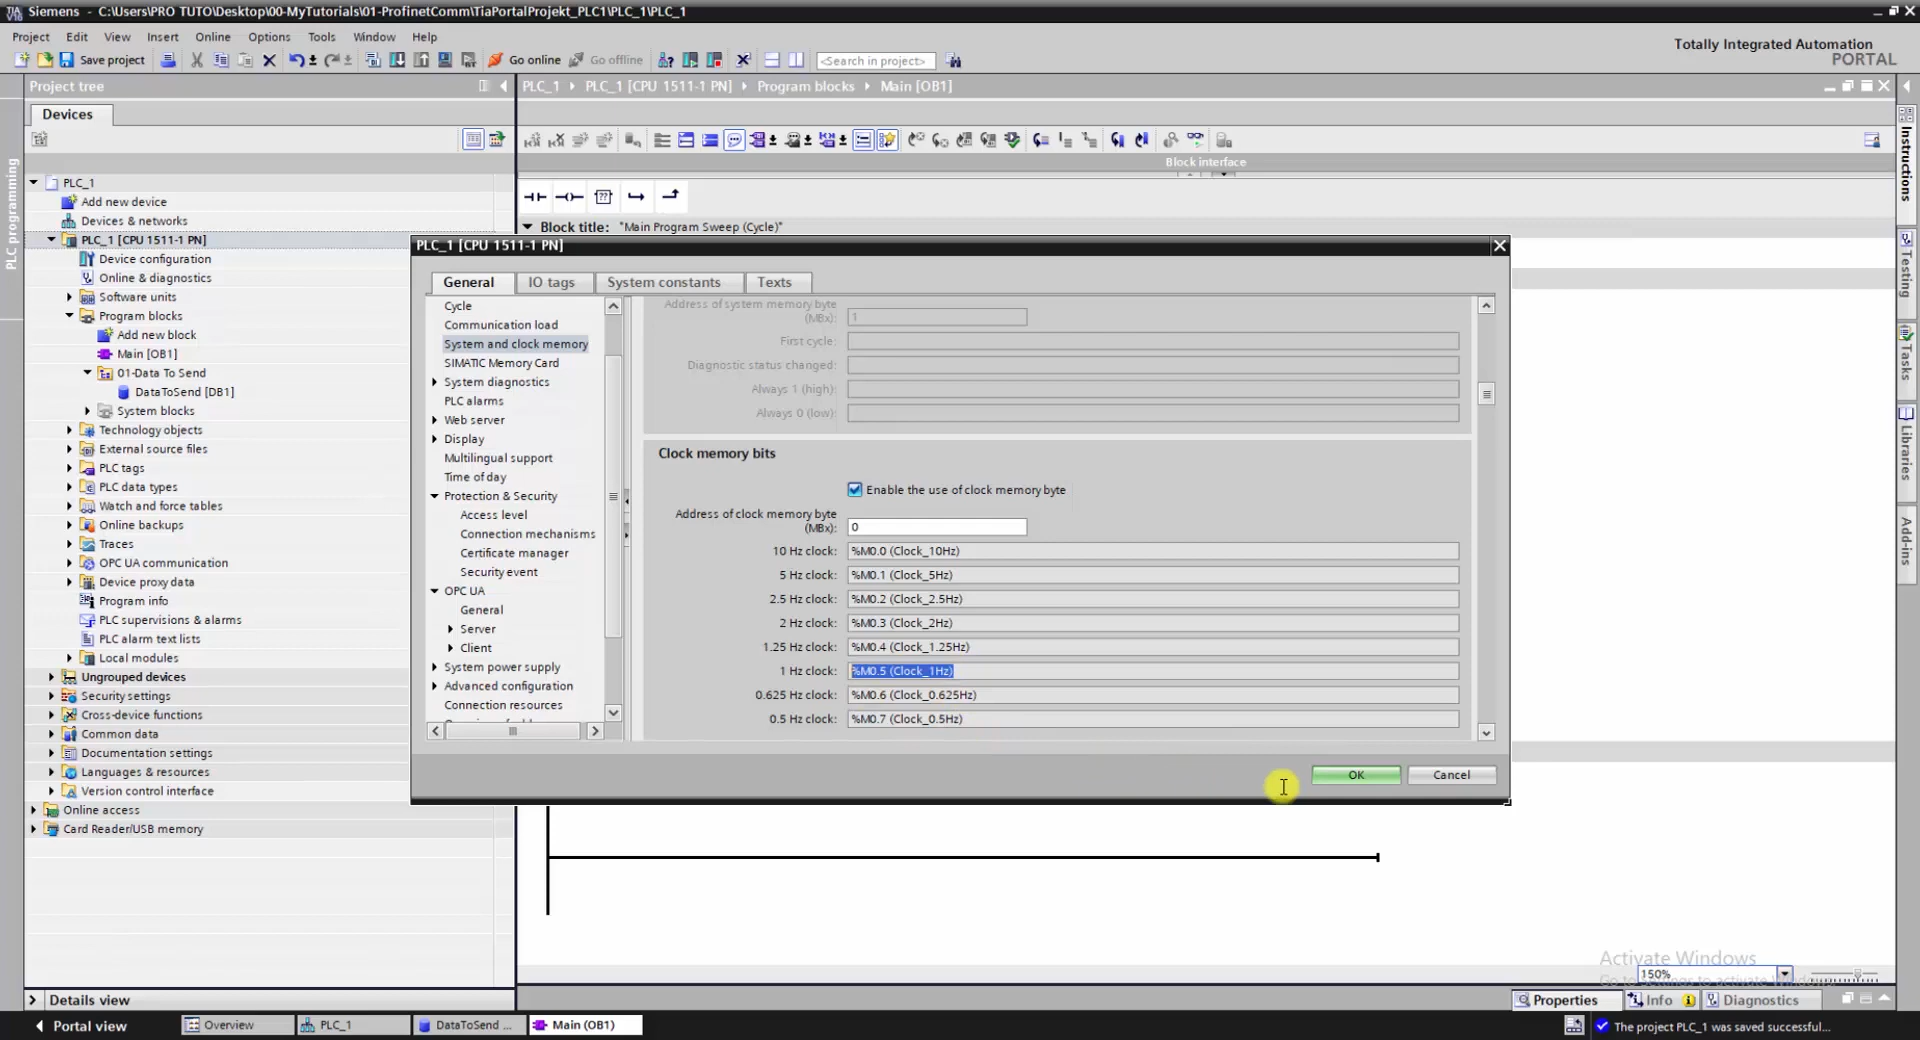 Siemens - C:\Users\PRO TUTO\Desktop\00-MyTutorials\01-ProfinetComm\TiaPortalProjekt_PLC1\PLC_1\PLC_1
Project Edit View Insert Online Options Tools Window Help
Totally Integrated Automation
PORTAL
Save project
Go online
Go offline
<Search in project>
Project tree
PLC_1 PLC_1 [CPU 1511-1 PN] Program blocks Main [OB1]
Devices
PLC programming
Block interface
PLC_1
Add new device
Devices & networks
PLC_1 [CPU 1511-1 PN]
Device configuration
Online & diagnostics
Software units
Program blocks
Add new block
Main [OB1]
01-Data To Send
DataToSend [DB1]
System blocks
Technology objects
External source files
PLC tags
PLC data types
Watch and force tables
Online backups
Traces
OPC UA communication
Device proxy data
Program info
PLC supervisions & alarms
PLC alarm text lists
Local modules
Ungrouped devices
Security settings
Cross-device functions
Common data
Documentation settings
Languages & resources
Version control interface
Online access
Card Reader/USB memory
Details view
Block title: "Main Program Sweep (Cycle)"
PLC_1 [CPU 1511-1 PN]
General IO tags System constants Texts
Cycle
Communication load
System and clock memory
SIMATIC Memory Card
System diagnostics
PLC alarms
Web server
Display
Multilingual support
Time of day
Protection & Security
Access level
Connection mechanisms
Certificate manager
Security event
OPC UA
General
Server
Client
System power supply
Advanced configuration
Connection resources
Address of system memory byte
(MBx): 1
First cycle:
Diagnostic status changed:
Always 1 (high):
Always 0 (low):
Clock memory bits
Enable the use of clock memory byte
Address of clock memory byte
(MBx): 0
10 Hz clock: %M0.0 (Clock_10Hz)
5 Hz clock: %M0.1 (Clock_5Hz)
2.5 Hz clock: %M0.2 (Clock_2.5Hz)
2 Hz clock: %M0.3 (Clock_2Hz)
1.25 Hz clock: %M0.4 (Clock_1.25Hz)
1 Hz clock: %M0.5 (Clock_1Hz)
0.625 Hz clock: %M0.6 (Clock_0.625Hz)
0.5 Hz clock: %M0.7 (Clock_0.5Hz)
OK Cancel
Instructions
Testing
Tasks
Libraries
Add-ins
Activate Windows
150%
Properties Info Diagnostics
Portal view Overview PLC_1 DataToSend ... Main (OB1)
The project PLC_1 was saved successful...